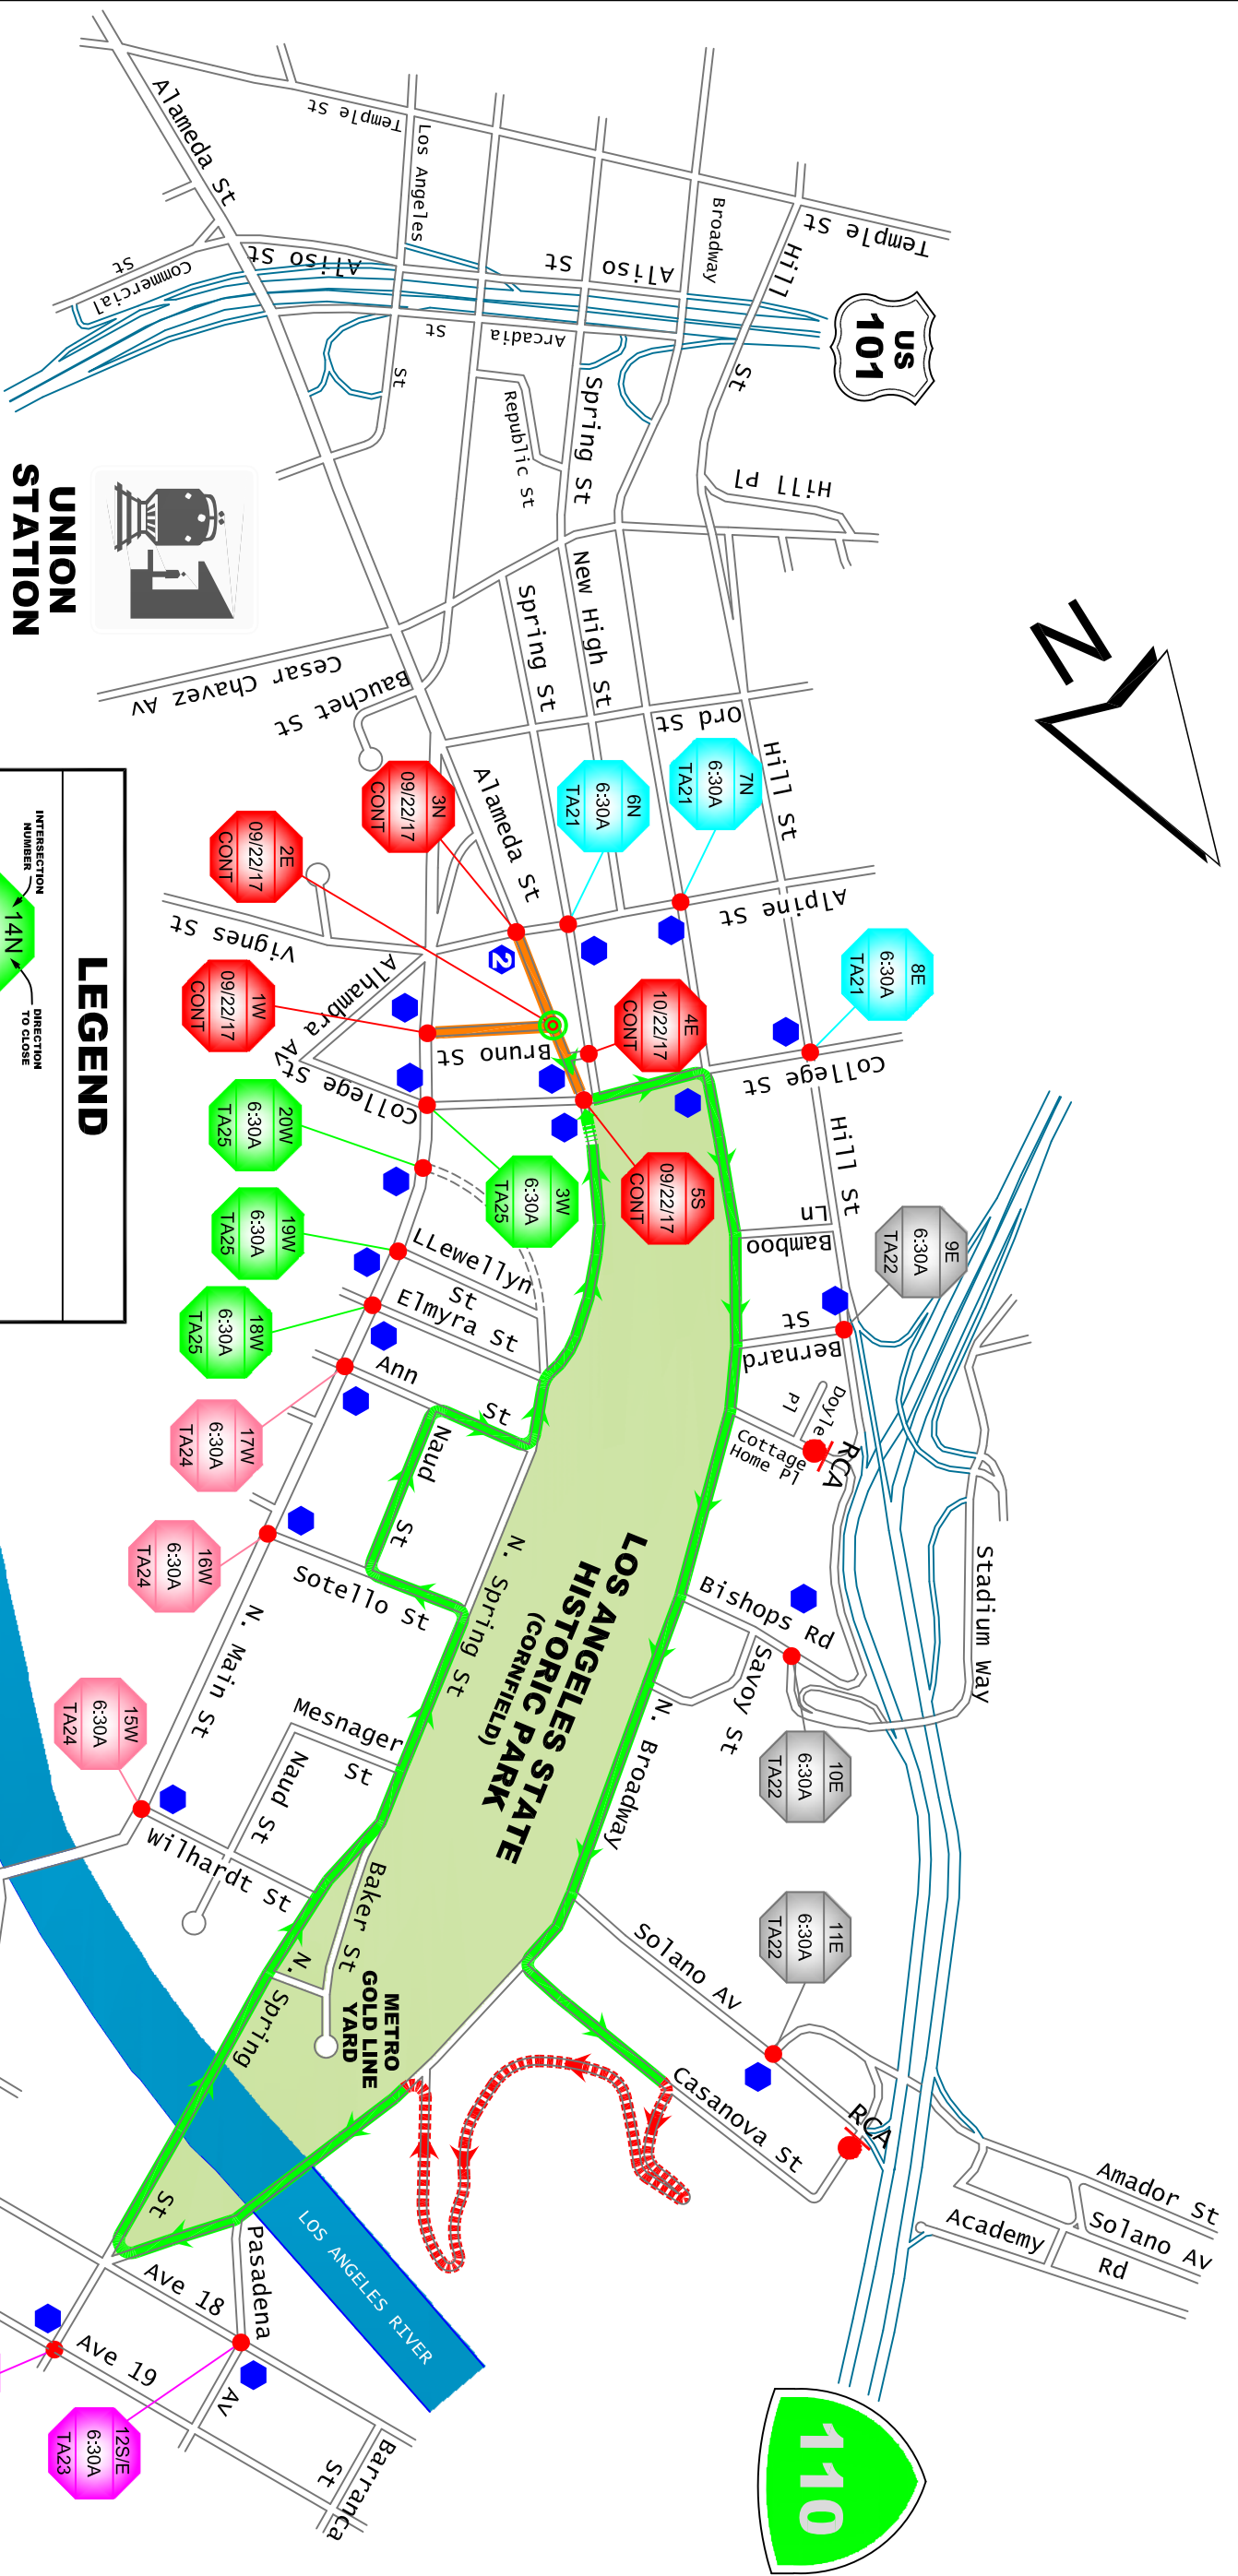 Temple St
Alameda St
Los Angeles
St
Broadway
Hill
St
Temple St
Aliso St
Aliso St
Commercial
St
Arcadia
St
US
101
Republic St
Spring St
Hill Pl
UNION
STATION
New High St
Spring St
Cesar Chavez Av
Bauchet St
Ord St
Hill St
N
Alameda St
3N
09/22/17
CONT
6N
6:30A
TA21
7N
6:30A
TA21
2E
09/22/17
CONT
Alpine St
Vignes St
2
8E
6:30A
TA21
Alhambra Av
1W
09/22/17
CONT
4E
10/22/17
CONT
Bruno St
College St
College St
LEGEND
INTERSECTION
NUMBER
14N
DIRECTION
TO CLOSE
20W
6:30A
TA25
3W
6:30A
TA25
5S
09/22/17
CONT
Hill St
19W
6:30A
TA25
LLewellyn
St
Bamboo
Ln
9E
6:30A
TA22
18W
6:30A
TA25
Elmyra St
Bernard
St
Ann
St
Doyle
Pl
Cottage
Home Pl
RCA
17W
6:30A
TA24
Naud
St
16W
6:30A
TA24
Sotello St
N. Spring St
LOS ANGELES STATE
HISTORIC PARK
(CORNFIELD)
Bishops Rd
Stadium Way
Savoy St
N. Main St
15W
6:30A
TA24
Mesnager
St
Naud St
N. Broadway
10E
6:30A
TA22
Wilhardt St
Baker St
Solano Av
11E
6:30A
TA22
N. Spring
St
METRO
GOLD LINE
YARD
Casanova St
RCA
Amador St
Solano Av
Academy
Rd
LOS ANGELES RIVER
Pasadena
Av
Ave 18
Ave 19
12S/E
6:30A
TA23
Barranca
St
110